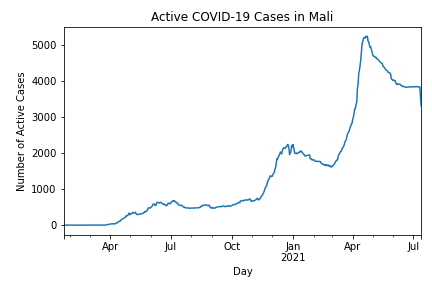 Active COVID-19 Cases in Mali
Number of Active Cases
5000
4000
3000
2000
1000
0
Apr
Jul
Oct
Jan
2021
Apr
Jul
Day